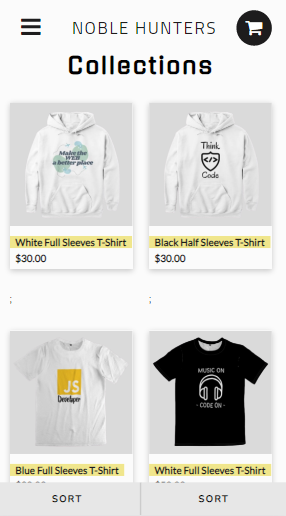 NOBLE HUNTERS
Collections
Make the
WEB
a better place
Think
Code
White Full Sleeves T-Shirt
$30.00
Black Half Sleeves T-Shirt
$30.00
;
;
JS
Developer
MUSIC ON
- CODE ON -
Blue Full Sleeves T-Shirt
White Full Sleeves T-Shirt
SORT
SORT